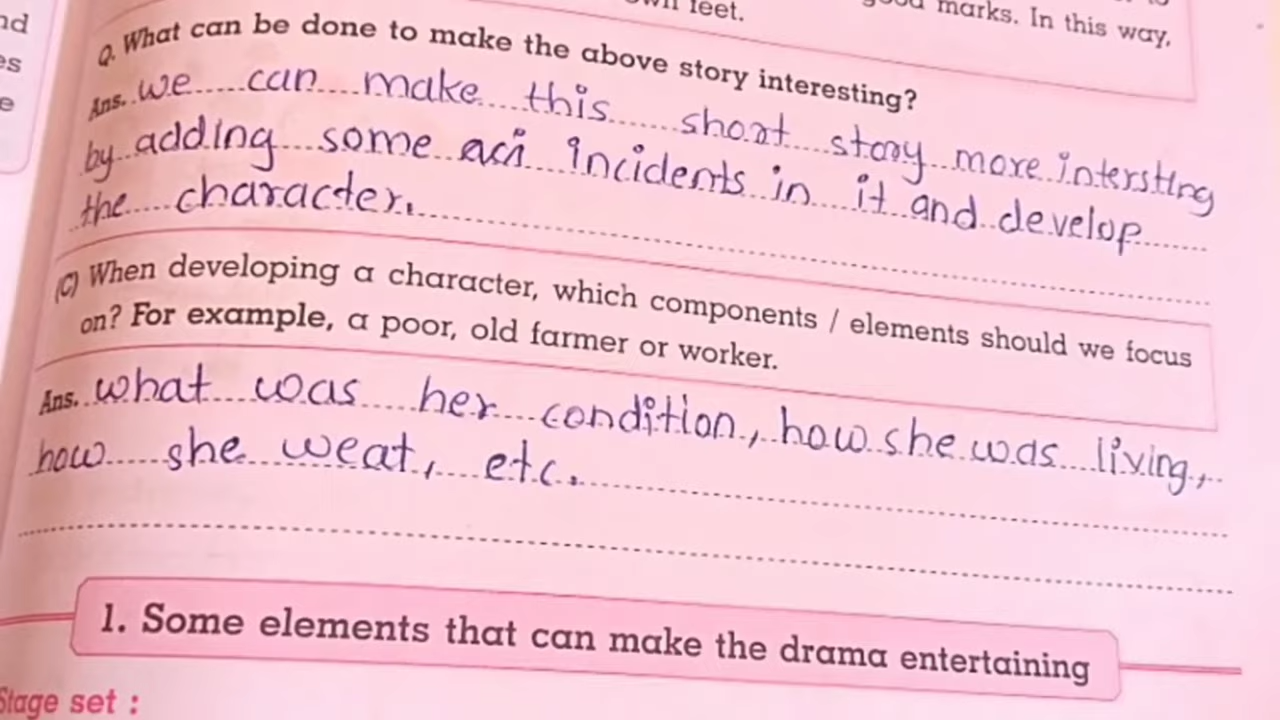 nd
es
e
own feet.
good marks. In this way,
Q. What can be done to make the above story interesting?
Ans. we can make this short story more intersting
by adding some aci incidents in it and develop
the character.
(C) When developing a character, which components / elements should we focus
on? For example, a poor, old farmer or worker.
Ans. what was her condition, how she was living,
how she weat, etc.
1. Some elements that can make the drama entertaining
Stage set :